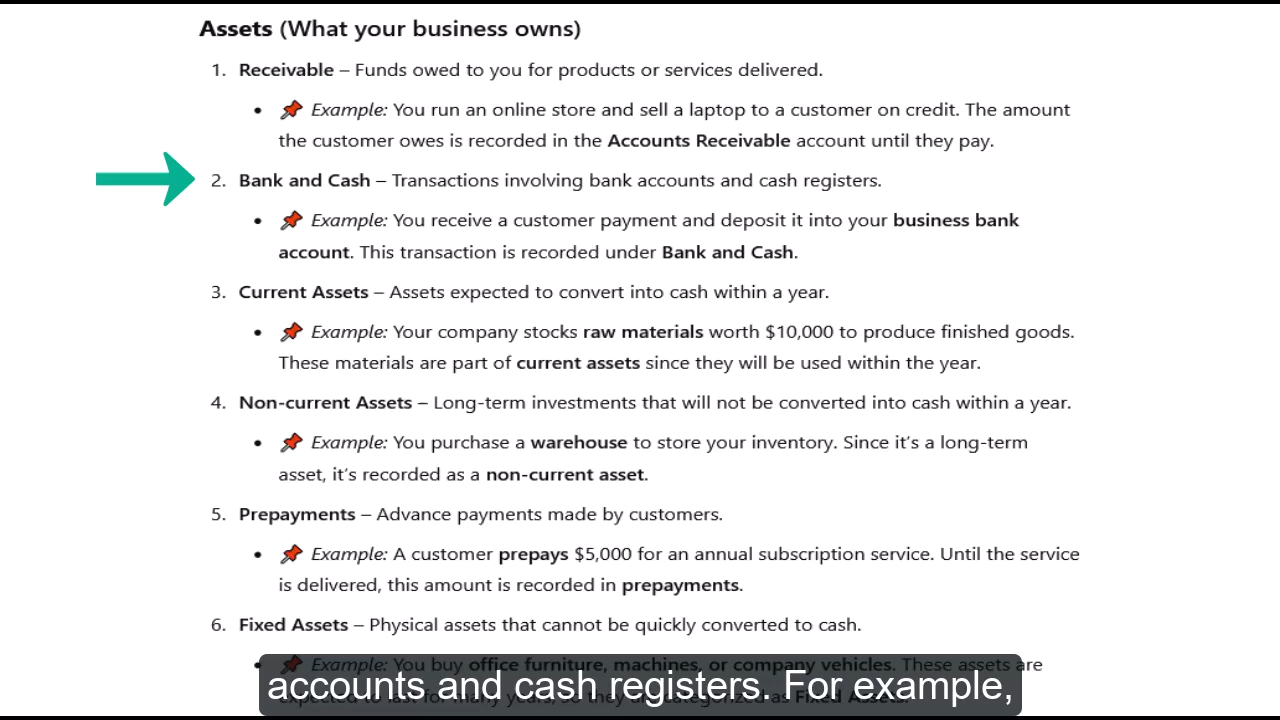 Assets (What your business owns)
1. Receivable – Funds owed to you for products or services delivered.
• 📌 Example: You run an online store and sell a laptop to a customer on credit. The amount
the customer owes is recorded in the Accounts Receivable account until they pay.
2. Bank and Cash – Transactions involving bank accounts and cash registers.
• 📌 Example: You receive a customer payment and deposit it into your business bank
account. This transaction is recorded under Bank and Cash.
3. Current Assets – Assets expected to convert into cash within a year.
• 📌 Example: Your company stocks raw materials worth $10,000 to produce finished goods.
These materials are part of current assets since they will be used within the year.
4. Non-current Assets – Long-term investments that will not be converted into cash within a year.
• 📌 Example: You purchase a warehouse to store your inventory. Since it's a long-term
asset, it's recorded as a non-current asset.
5. Prepayments – Advance payments made by customers.
• 📌 Example: A customer prepays $5,000 for an annual subscription service. Until the service
is delivered, this amount is recorded in prepayments.
6. Fixed Assets – Physical assets that cannot be quickly converted to cash.
• 📌 Example: You buy office furniture, machines, or company vehicles. These assets are
accounts and cash registers. For example,